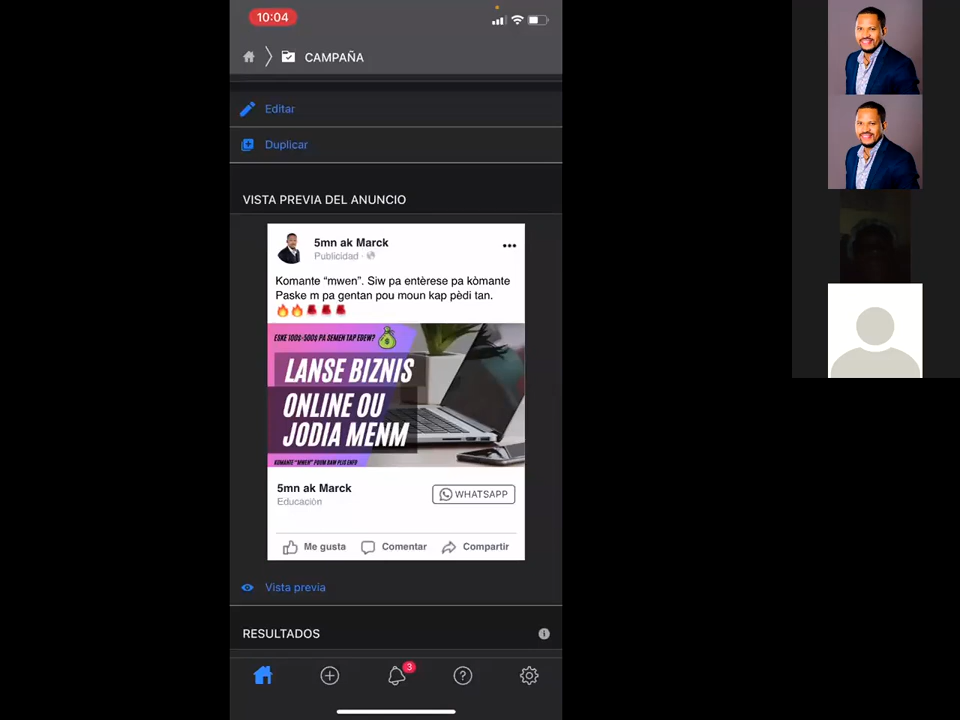 10:04
CAMPAÑA
Editar
Duplicar
VISTA PREVIA DEL ANUNCIO
5mn ak Marck
Publicidad ·
Komante “mwen”. Siw pa entèrese pa kòmante
Paske m pa gentan pou moun kap pèdi tan.
ESKE 100$-500$ PA SEMEN TAP EDEW?
LANSE BIZNIS
ONLINE OU
JODIA MENM
KOMANTE "MWEN" POUM BAW PLIS ENFO
5mn ak Marck
Educación
WHATSAPP
Me gusta
Comentar
Compartir
Vista previa
RESULTADOS
3